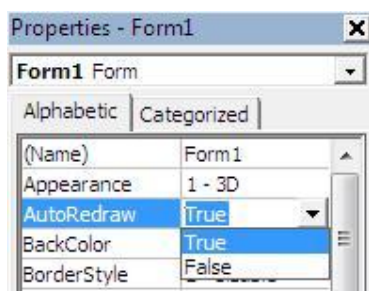 Properties - Form1
Form1 Form
Alphabetic Categorized
(Name) Form1
Appearance 1 - 3D
AutoRedraw True
BackColor True
BorderStyle False